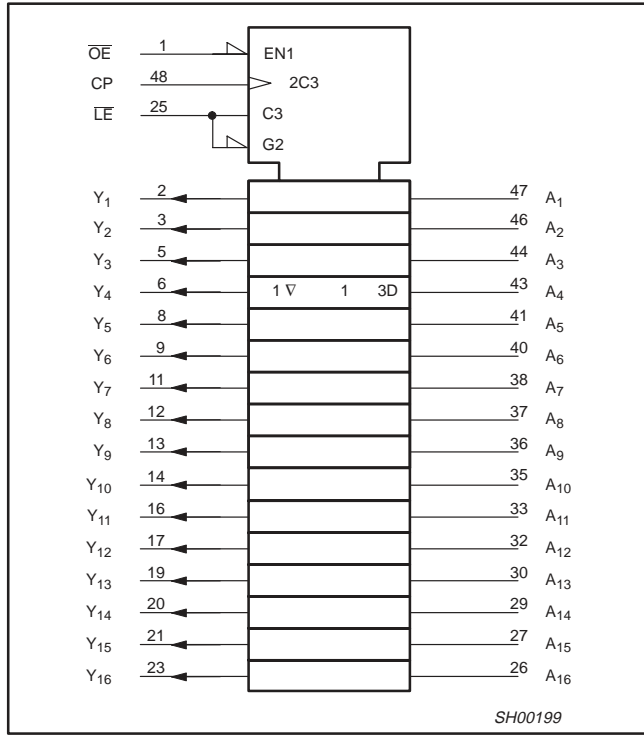 O̅E̅ 1 EN1
CP 48 2C3
L̅E̅ 25 C3
G2
Y₁ 2 47 A₁
Y₂ 3 46 A₂
Y₃ 5 44 A₃
Y₄ 6 1 ∇ 1 3D 43 A₄
Y₅ 8 41 A₅
Y₆ 9 40 A₆
Y₇ 11 38 A₇
Y₈ 12 37 A₈
Y₉ 13 36 A₉
Y₁₀ 14 35 A₁₀
Y₁₁ 16 33 A₁₁
Y₁₂ 17 32 A₁₂
Y₁₃ 19 30 A₁₃
Y₁₄ 20 29 A₁₄
Y₁₅ 21 27 A₁₅
Y₁₆ 23 26 A₁₆
SH00199